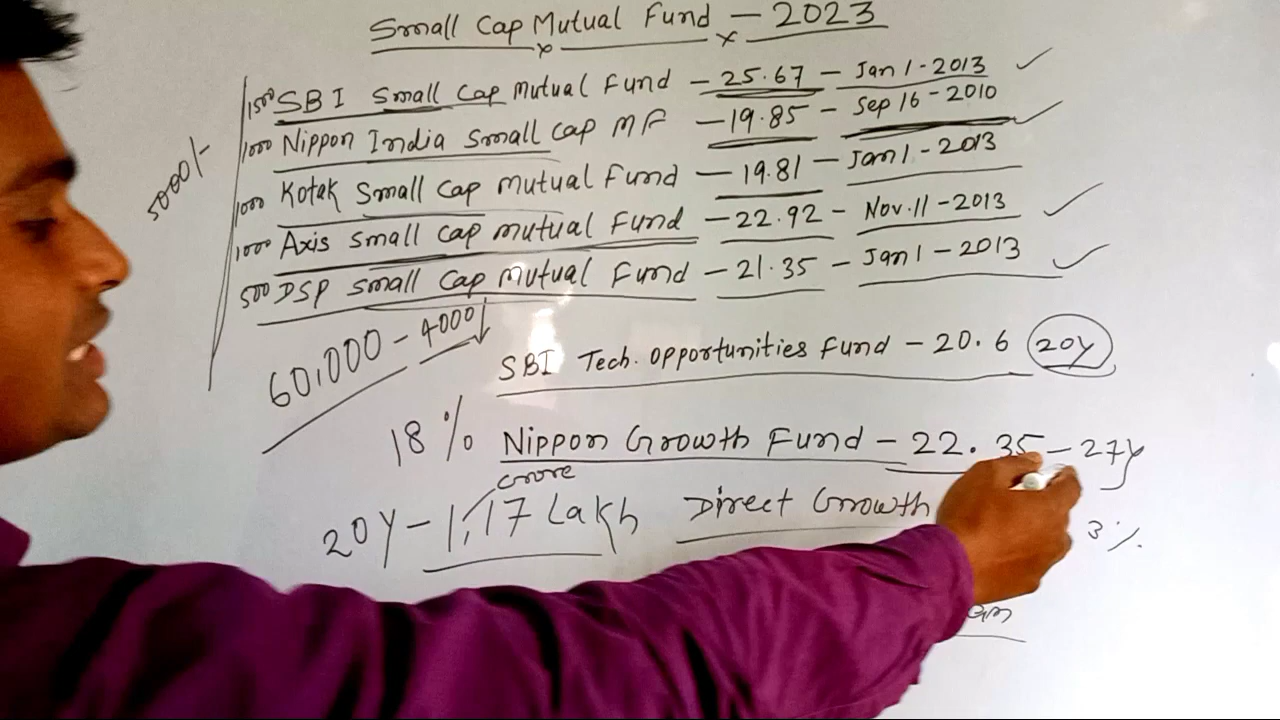 Small Cap Mutual Fund - 2023
1500 SBI Small Cap Mutual Fund - 25.67 - Jan 1 - 2013
1000 Nippon India Small Cap MF - 19.85 - Sep 16 - 2010
1000 Kotak Small Cap Mutual Fund - 19.81 - Jan 1 - 2013
1000 Axis Small Cap Mutual Fund - 22.92 - Nov. 11 - 2013
500 DSP Small Cap Mutual Fund - 21.35 - Jan 1 - 2013
5000/-
60,000 - 4000
SBI Tech. Opportunities Fund - 20.6 20y
18% Nippon Growth Fund - 22.35 - 27y
crore
20Y - 1,17 Lakh Direct Growth
3%